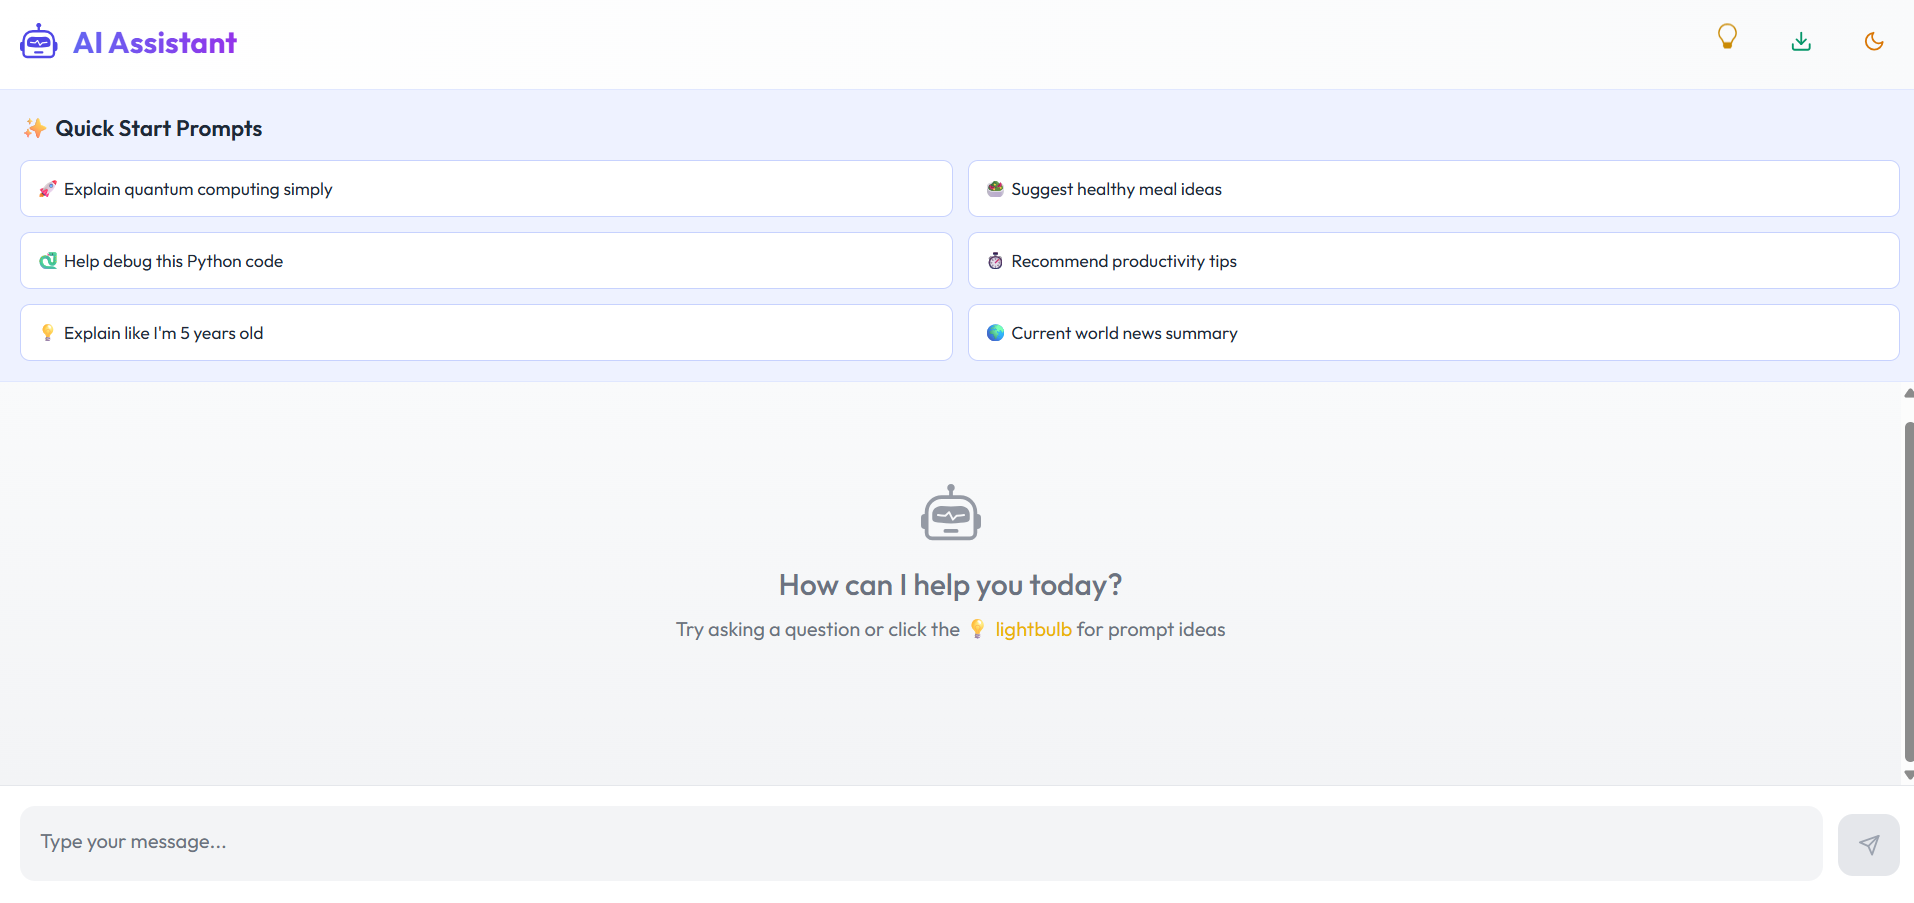 AI Assistant
✨ Quick Start Prompts
🚀 Explain quantum computing simply
🥗 Suggest healthy meal ideas
🐍 Help debug this Python code
⏱️ Recommend productivity tips
💡 Explain like I'm 5 years old
🌍 Current world news summary
How can I help you today?
Try asking a question or click the 💡 lightbulb for prompt ideas
Type your message...